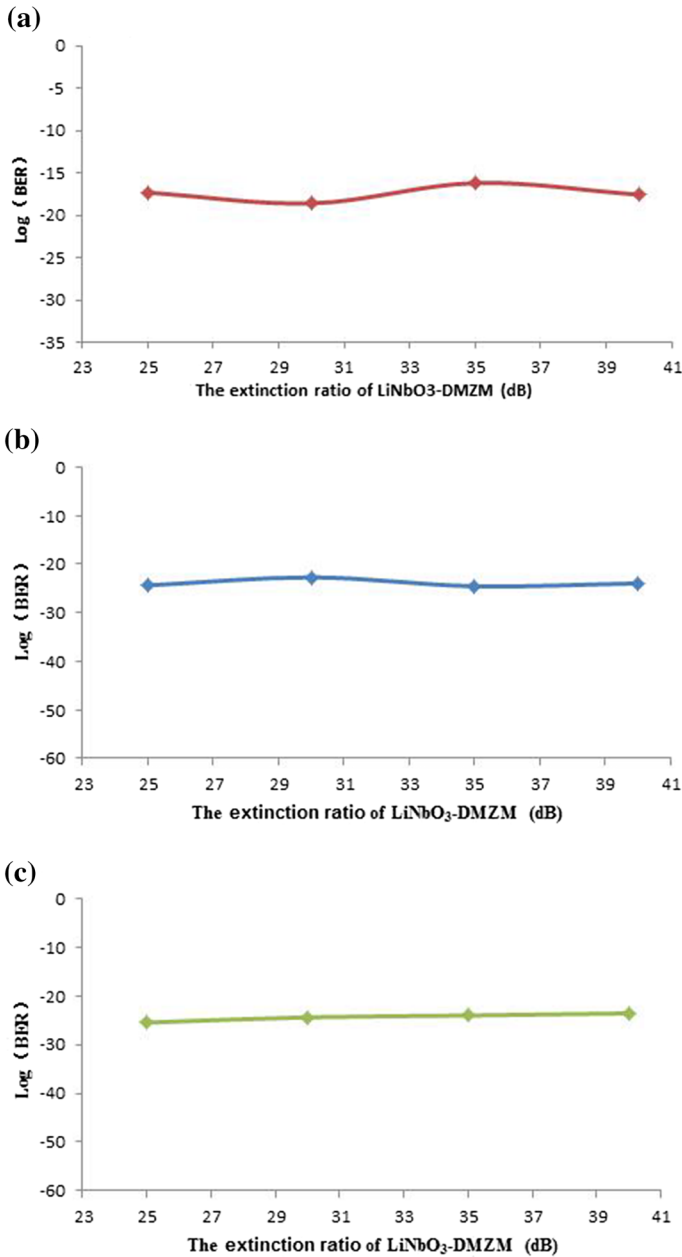 (a)
0
-5
-10
-15
-20
-25
-30
-35
Log（BER）
23 25 27 29 31 33 35 37 39 41
The extinction ratio of LiNbO3-DMZM (dB)
(b)
0
-10
-20
-30
-40
-50
-60
Log（BER）
23 25 27 29 31 33 35 37 39 41
The extinction ratio of LiNbO₃-DMZM (dB)
(c)
0
-10
-20
-30
-40
-50
-60
Log（BER）
23 25 27 29 31 33 35 37 39 41
The extinction ratio of LiNbO₃-DMZM (dB)